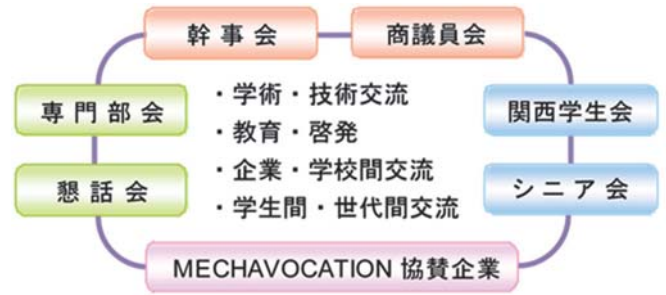 幹事会
商議員会
専門部会
・学術・技術交流
関西学生会
・教育・啓発
・企業・学校間交流
懇話会
シニア会
・学生間・世代間交流
MECHAVOCATION 協賛企業